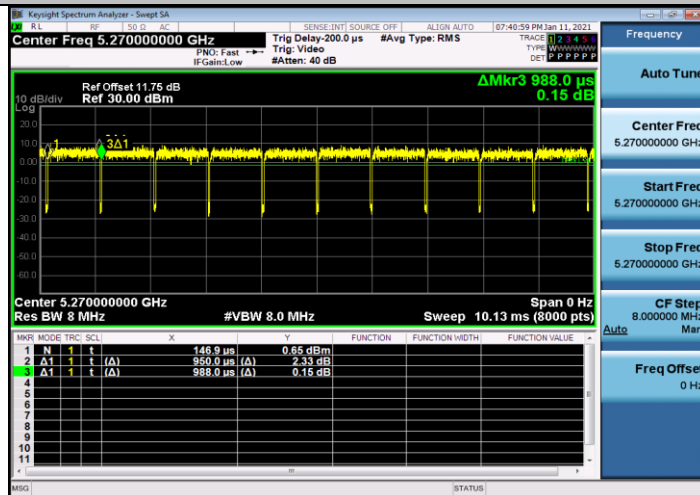 Keysight Spectrum Analyzer - Swept SA
RL RF 50 Ω AC SENSE:INT SOURCE OFF ALIGN AUTO 07:40:59 PM Jan 11, 2021
Center Freq 5.270000000 GHz
PNO: Fast
IFGain:Low
Trig Delay-200.0 µs
Trig: Video
#Atten: 40 dB
#Avg Type: RMS
TRACE 1 2 3 4 5 6
TYPE WWWWWW
DET P P P P P P
ΔMkr3 988.0 µs
0.15 dB
Ref Offset 11.75 dB
Ref 30.00 dBm
10 dB/div
Log
20.0
10.0
0.00
-10.0
-20.0
-30.0
-40.0
-50.0
-60.0
1
3Δ1
Center 5.270000000 GHz
Span 0 Hz
Res BW 8 MHz
#VBW 8.0 MHz
Sweep 10.13 ms (8000 pts)
MKR MODE TRC SCL X Y FUNCTION FUNCTION WIDTH FUNCTION VALUE
1 N 1 t 146.9 µs 0.65 dBm
2 Δ1 1 t (Δ) 950.0 µs (Δ) 2.33 dB
3 Δ1 1 t (Δ) 988.0 µs (Δ) 0.15 dB
4
5
6
7
8
9
10
11
MSG
STATUS
Frequency
Auto Tune
Center Freq
5.270000000 GHz
Start Freq
5.270000000 GHz
Stop Freq
5.270000000 GHz
CF Step
8.000000 MHz
Auto Man
Freq Offset
0 Hz